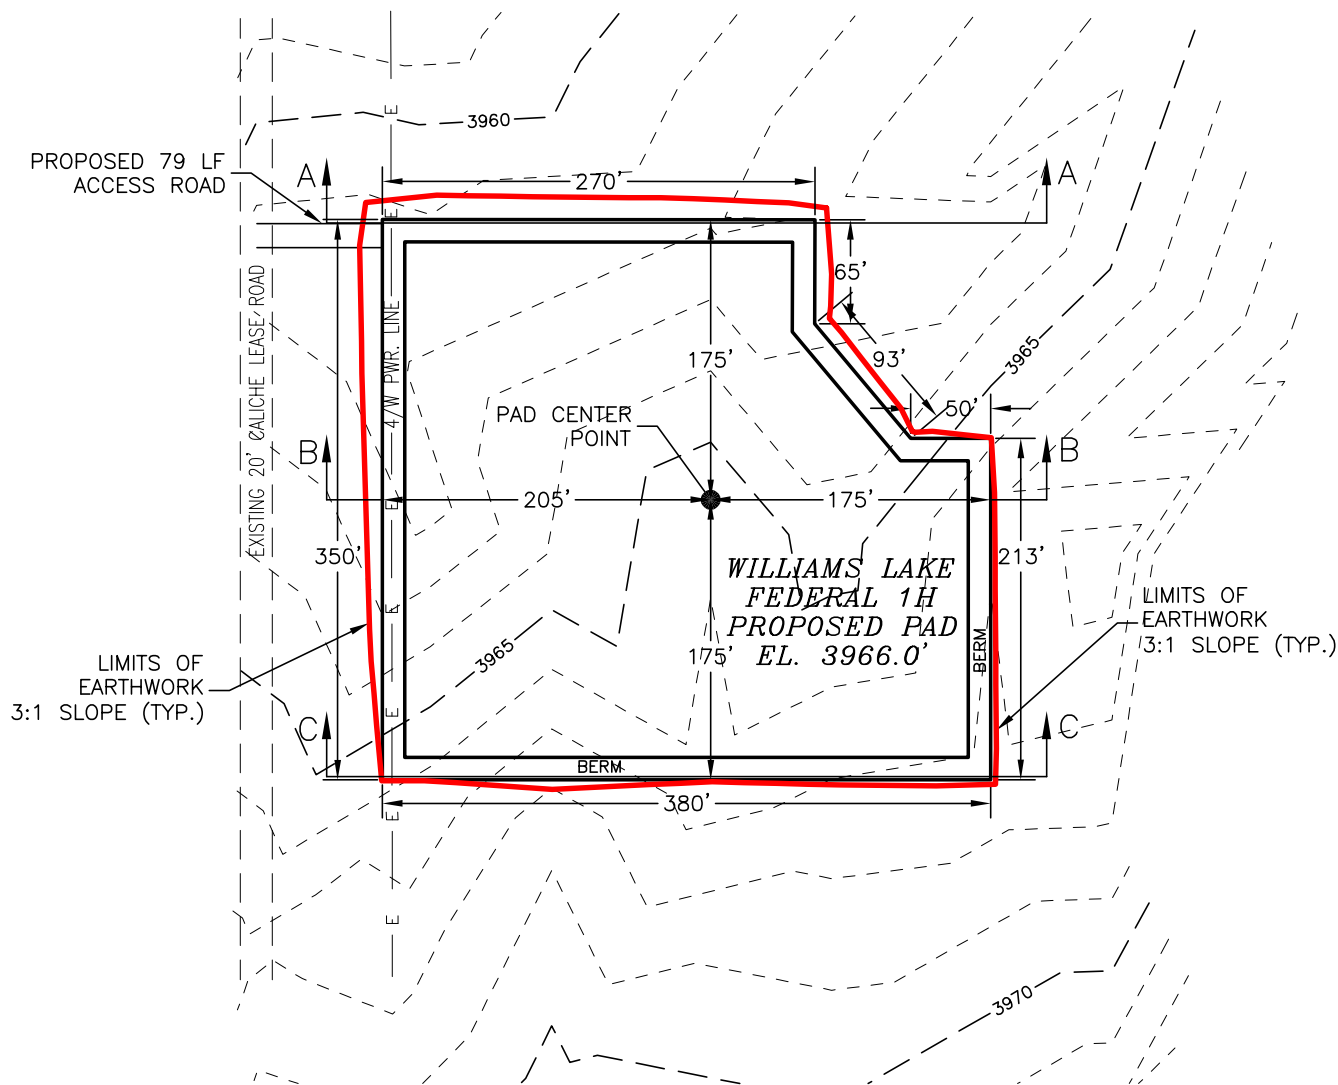 3960
PROPOSED 79 LF
ACCESS ROAD
A
A
270'
E
E
65'
EXISTING 20' CALICHE LEASE ROAD
4/W PWR. LINE
175'
93'
3965
50'
PAD CENTER
POINT
B
B
205'
175'
E
350'
213'
WILLIAMS LAKE
FEDERAL 1H
PROPOSED PAD
EL. 3966.0'
LIMITS OF
EARTHWORK
3:1 SLOPE (TYP.)
E
BERM
175'
3965
LIMITS OF
EARTHWORK
3:1 SLOPE (TYP.)
E
C
C
BERM
380'
E
E
3970